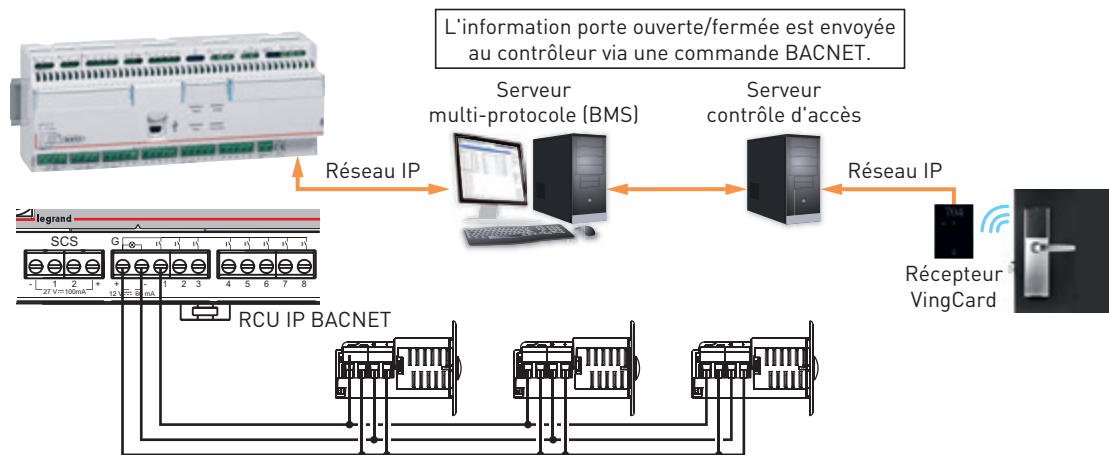 L'information porte ouverte/fermée est envoyée
au contrôleur via une commande BACNET.
Serveur
multi-protocole (BMS)
Serveur
contrôle d'accès
Réseau IP
Réseau IP
704
Récepteur
VingCard
legrand
SCS
G
- 1 2 +
27 V 100mA
+ - 1 2 3
4 5 6 7 8
RCU IP BACNET